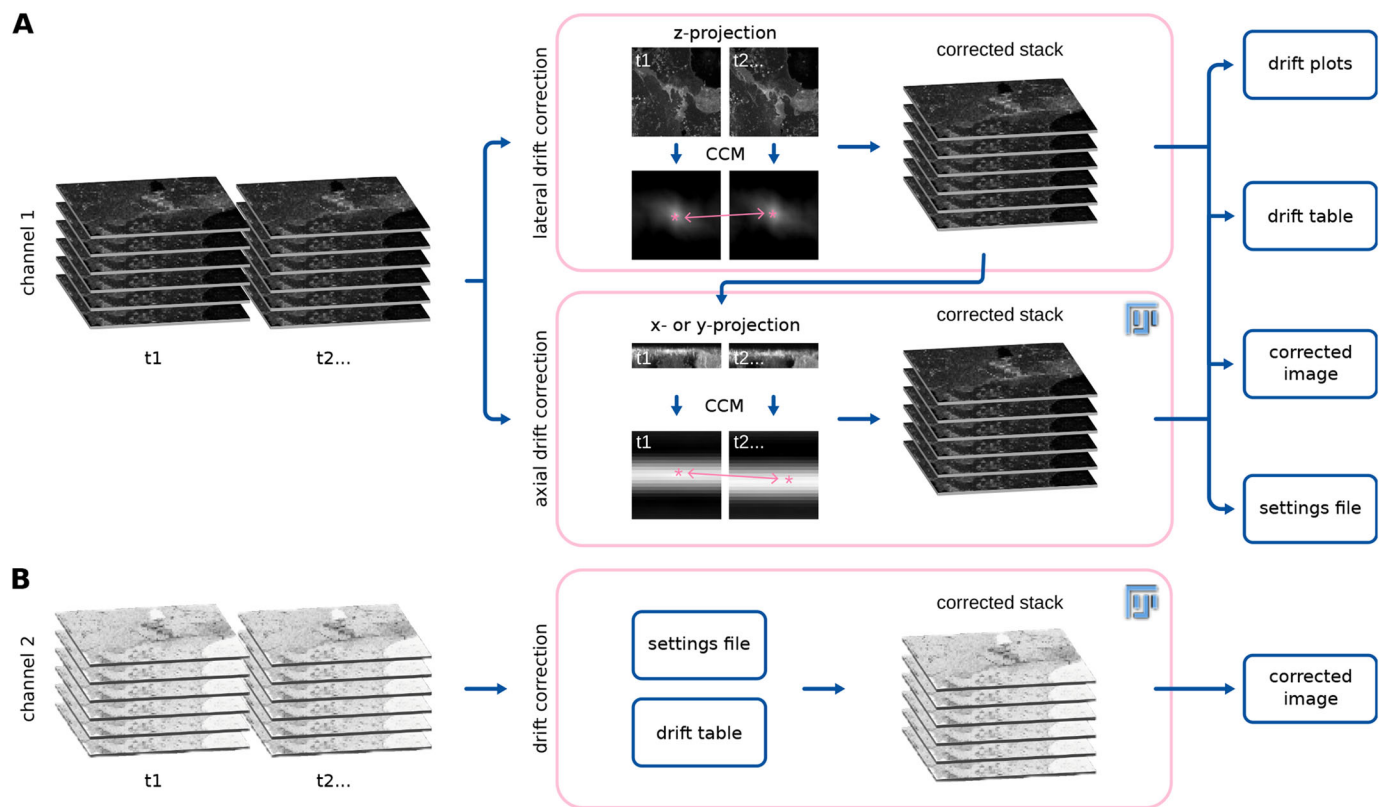 A
channel 1
t1
t2...
lateral drift correction
z-projection
t1
t2...
CCM
*
*
corrected stack
axial drift correction
x- or y-projection
t1
t2...
CCM
t1
t2...
*
*
corrected stack
drift plots
drift table
corrected
image
settings file
B
channel 2
t1
t2...
drift correction
settings file
drift table
corrected stack
corrected
image